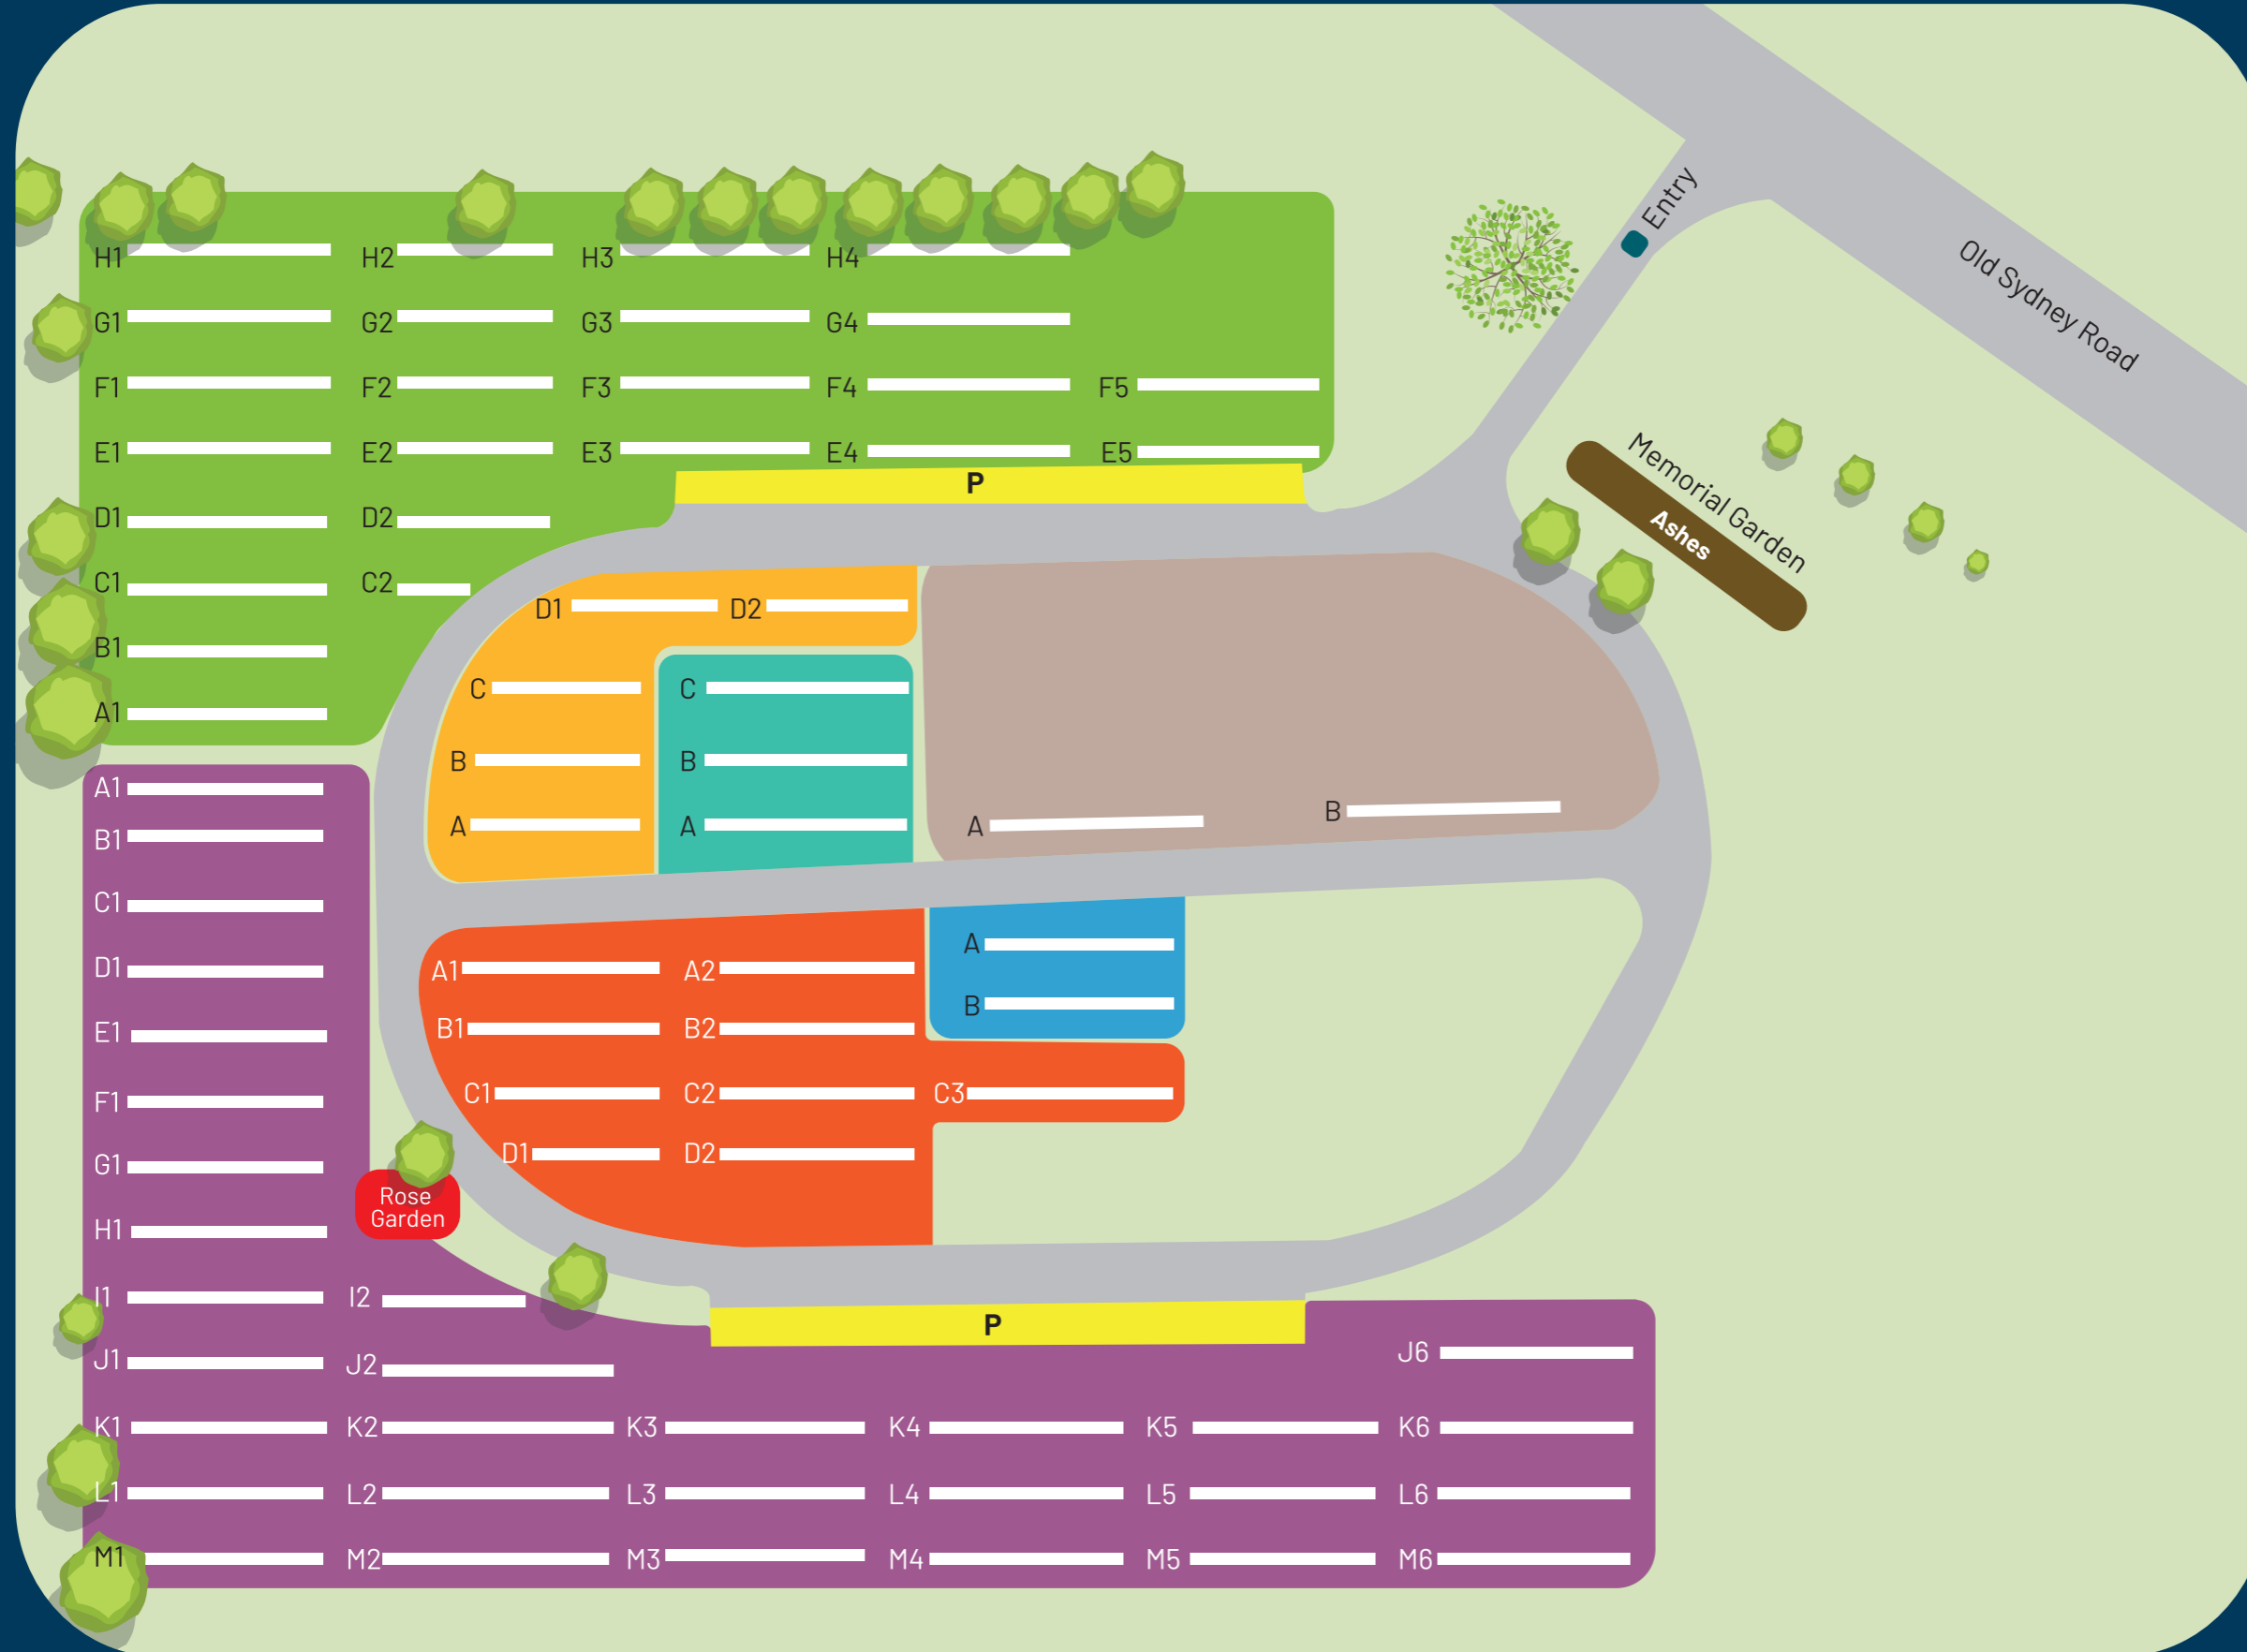 Entry
Old Sydney Road
H1 H2 H3 H4
G1 G2 G3 G4
F1 F2 F3 F4 F5
E1 E2 E3 E4 E5
P
Memorial Garden
Ashes
D1 D2
C1 C2
B1
A1
D1 D2
C
B
A
C
B
A
A B
A1
B1
C1
D1
E1
F1
G1
H1
I1 I2
J1 J2 J6
K1 K2 K3 K4 K5 K6
L1 L2 L3 L4 L5 L6
M1 M2 M3 M4 M5 M6
A1 A2
B1 B2
C1 C2 C3
D1 D2
A
B
Rose
Garden
P